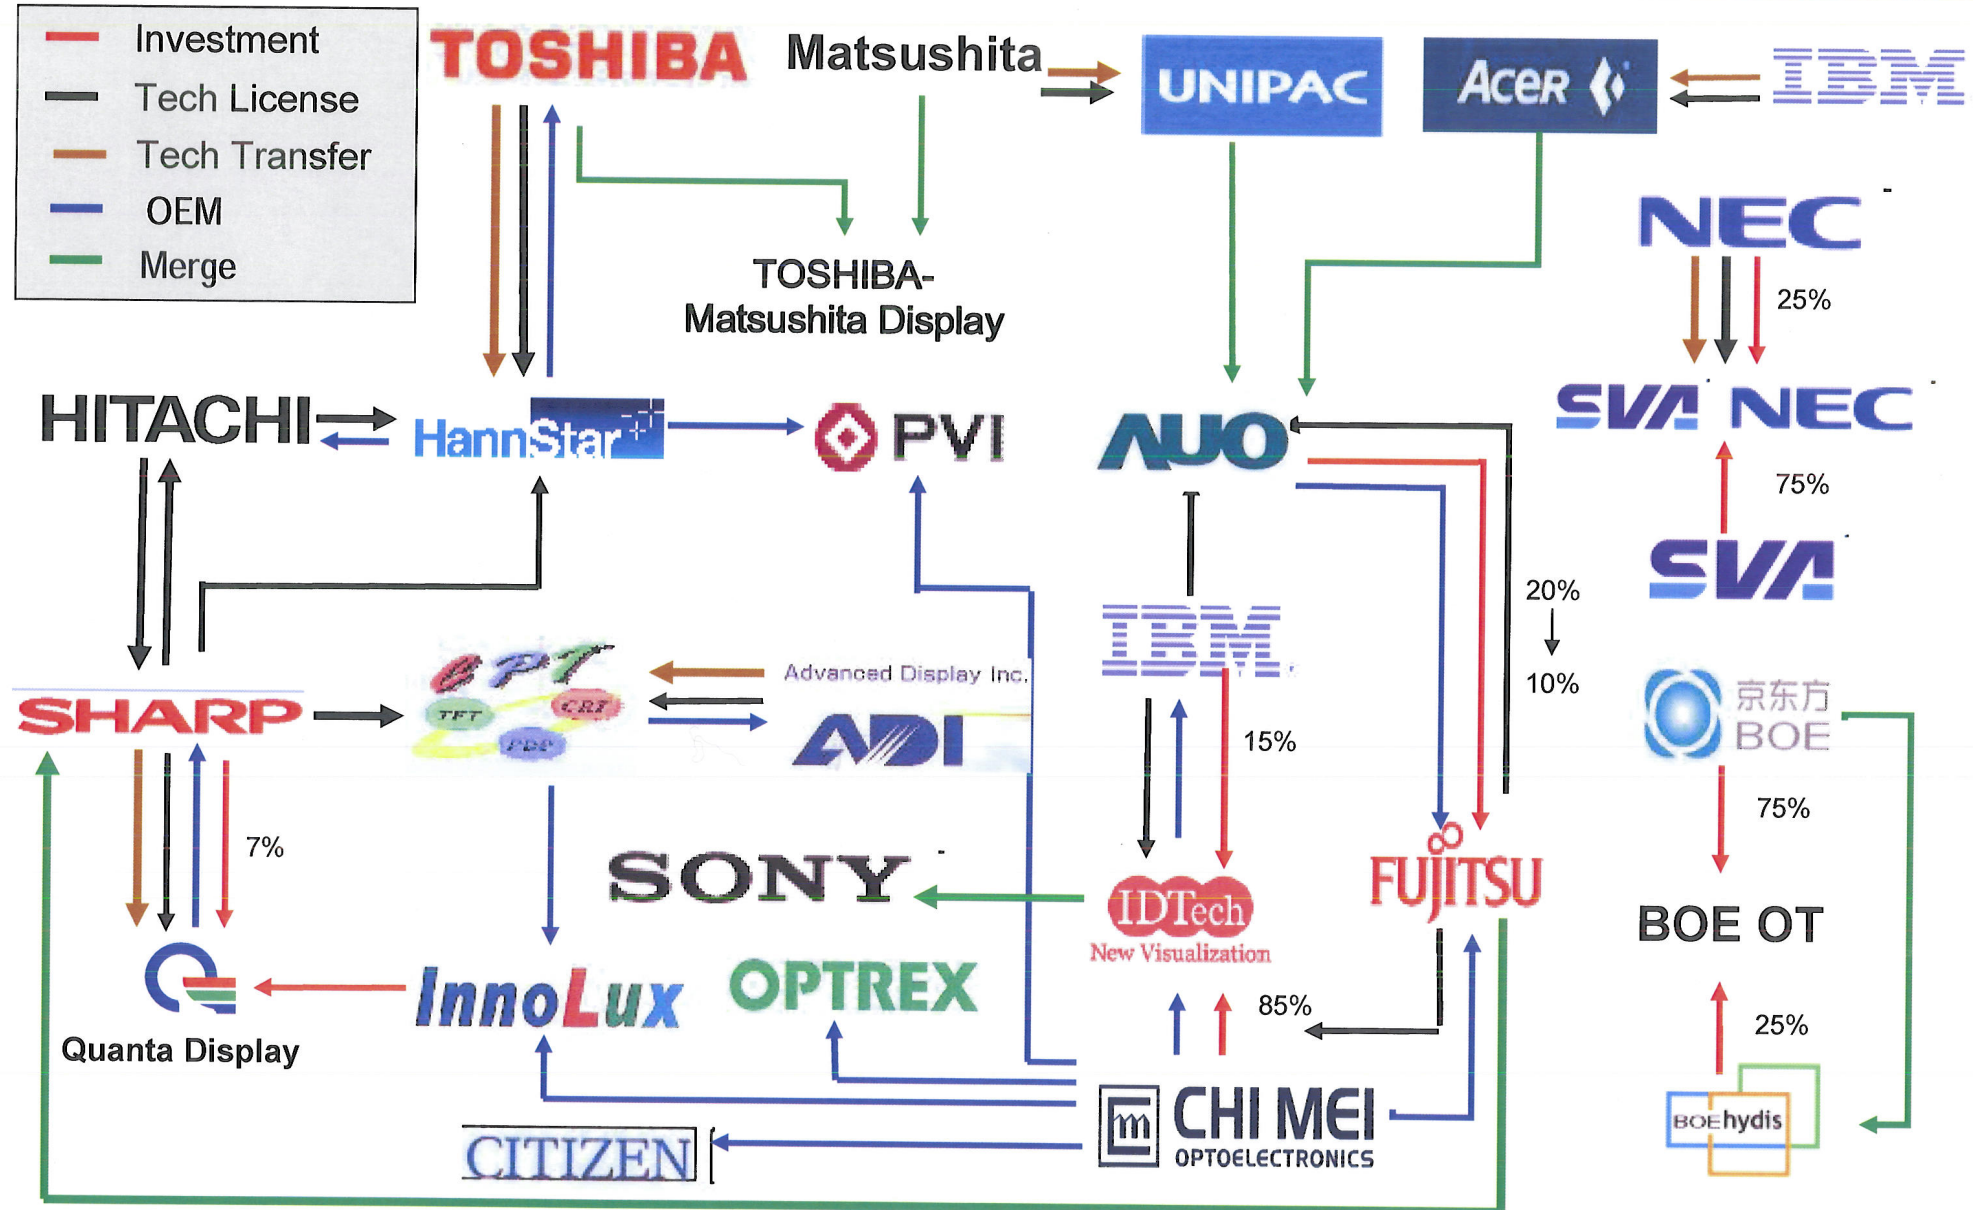 Investment
Tech License
Tech Transfer
OEM
Merge
TOSHIBA
Matsushita
UNIPAC
Acer
IBM
NEC
25%
TOSHIBA-
Matsushita Display
HITACHI
HannStar
PVI
AUO
SVA NEC
75%
SVA
20%
10%
IBM
CPT
TFT
CRT
PDP
Advanced Display Inc.
ADI
SHARP
京东方
BOE
15%
75%
7%
SONY
IDTech
New Visualization
FUJITSU
BOE OT
Quanta Display
InnoLux
OPTREX
85%
25%
CHI MEI
OPTOELECTRONICS
BOEhydis
CITIZEN